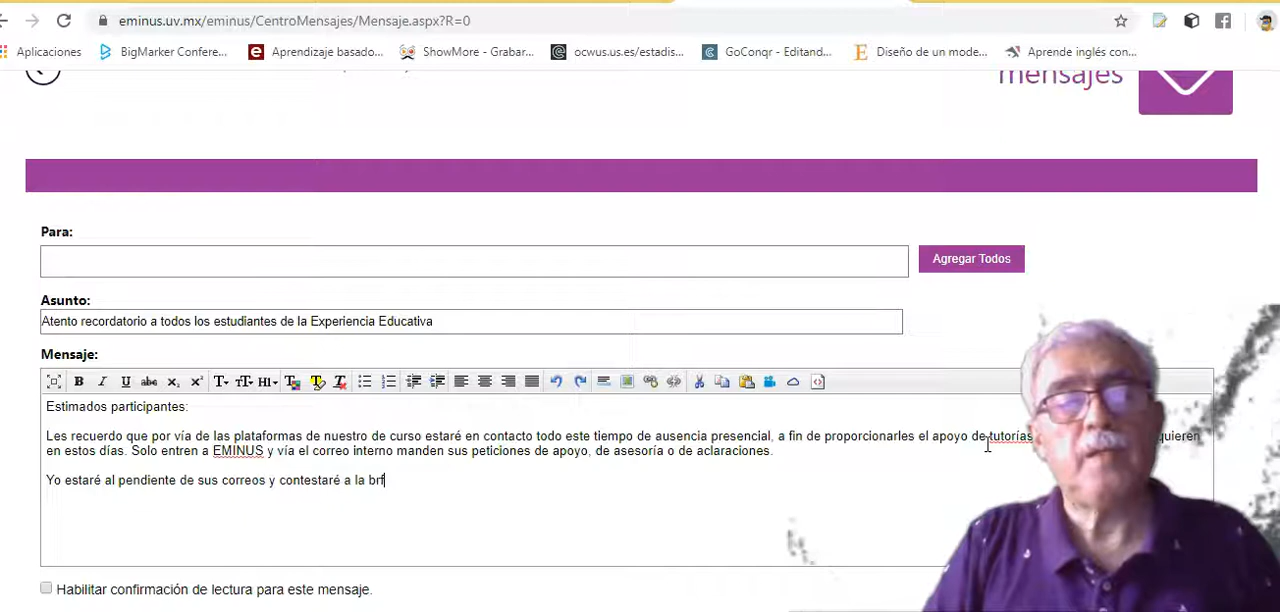 eminus.uv.mx/eminus/CentroMensajes/Mensaje.aspx?R=0
Aplicaciones BigMarker Confere... Aprendizaje basado... ShowMore - Grabar... ocwus.us.es/estadis... GoConqr - Editand... Diseño de un mode... Aprende inglés con...
mensajes
Para:
Agregar Todos
Asunto:
Atento recordatorio a todos los estudiantes de la Experiencia Educativa
Mensaje:
Estimados participantes:
Les recuerdo que por vía de las plataformas de nuestro de curso estaré en contacto todo este tiempo de ausencia presencial, a fin de proporcionarles el apoyo de tutorías
en estos días. Solo entren a EMINUS y vía el correo interno manden sus peticiones de apoyo, de asesoría o de aclaraciones.
Yo estaré al pendiente de sus correos y contestaré a la brf
Habilitar confirmación de lectura para este mensaje.